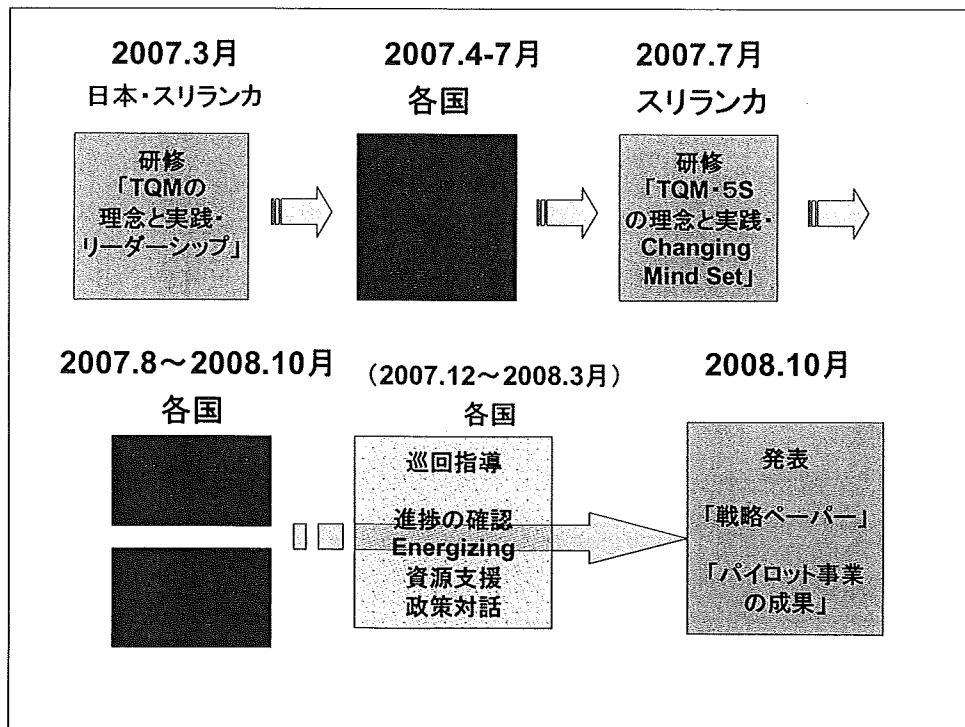 2007.3月
日本・スリランカ
研修
「TQMの
理念と実践・
リーダーシップ」
2007.4-7月
各国
2007.7月
スリランカ
研修
「TQM・5S
の理念と実践・
Changing
Mind Set」
2007.8～2008.10月
各国
（2007.12～2008.3月）
各国
巡回指導
進捗の確認
Energizing
資源支援
政策対話
2008.10月
発表
「戦略ペーパー」
「パイロット事業
の成果」